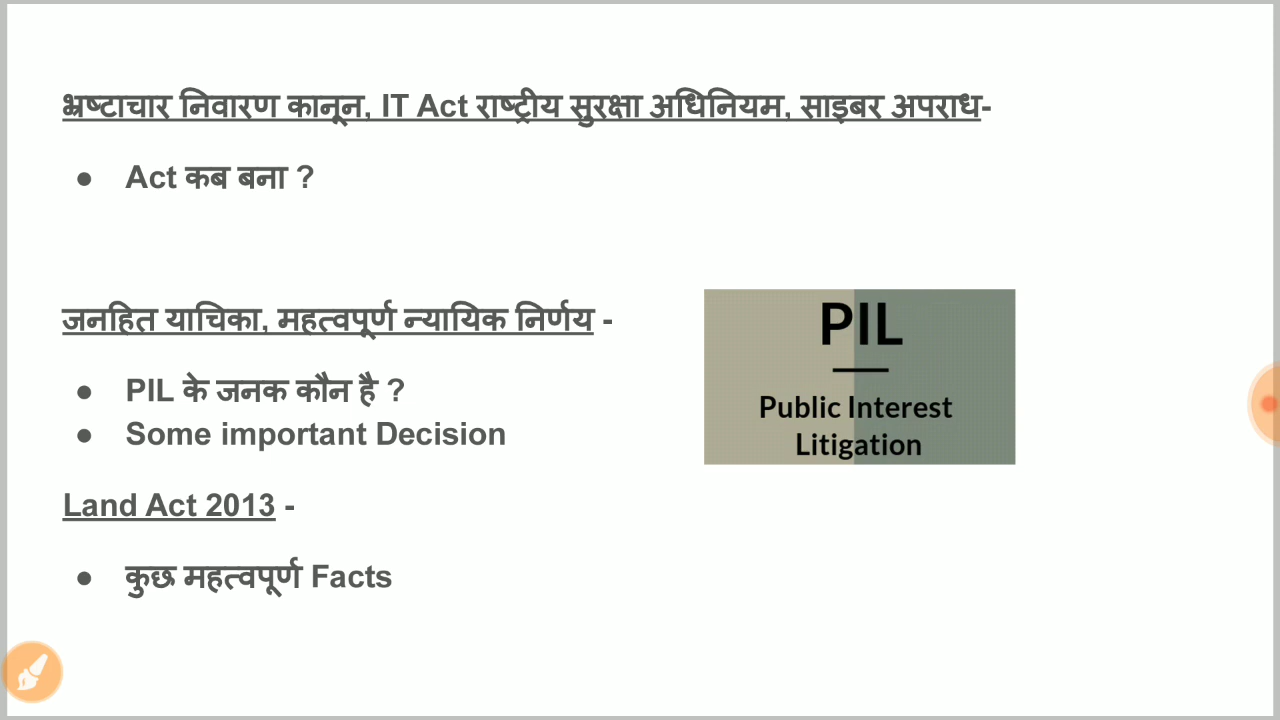 भ्रष्टाचार निवारण कानून, IT Act राष्ट्रीय सुरक्षा अधिनियम, साइबर अपराध-
● Act कब बना ?
जनहित याचिका, महत्वपूर्ण न्यायिक निर्णय -
● PIL के जनक कौन है ?
● Some important Decision
PIL
Public Interest
Litigation
Land Act 2013 -
● कुछ महत्वपूर्ण Facts